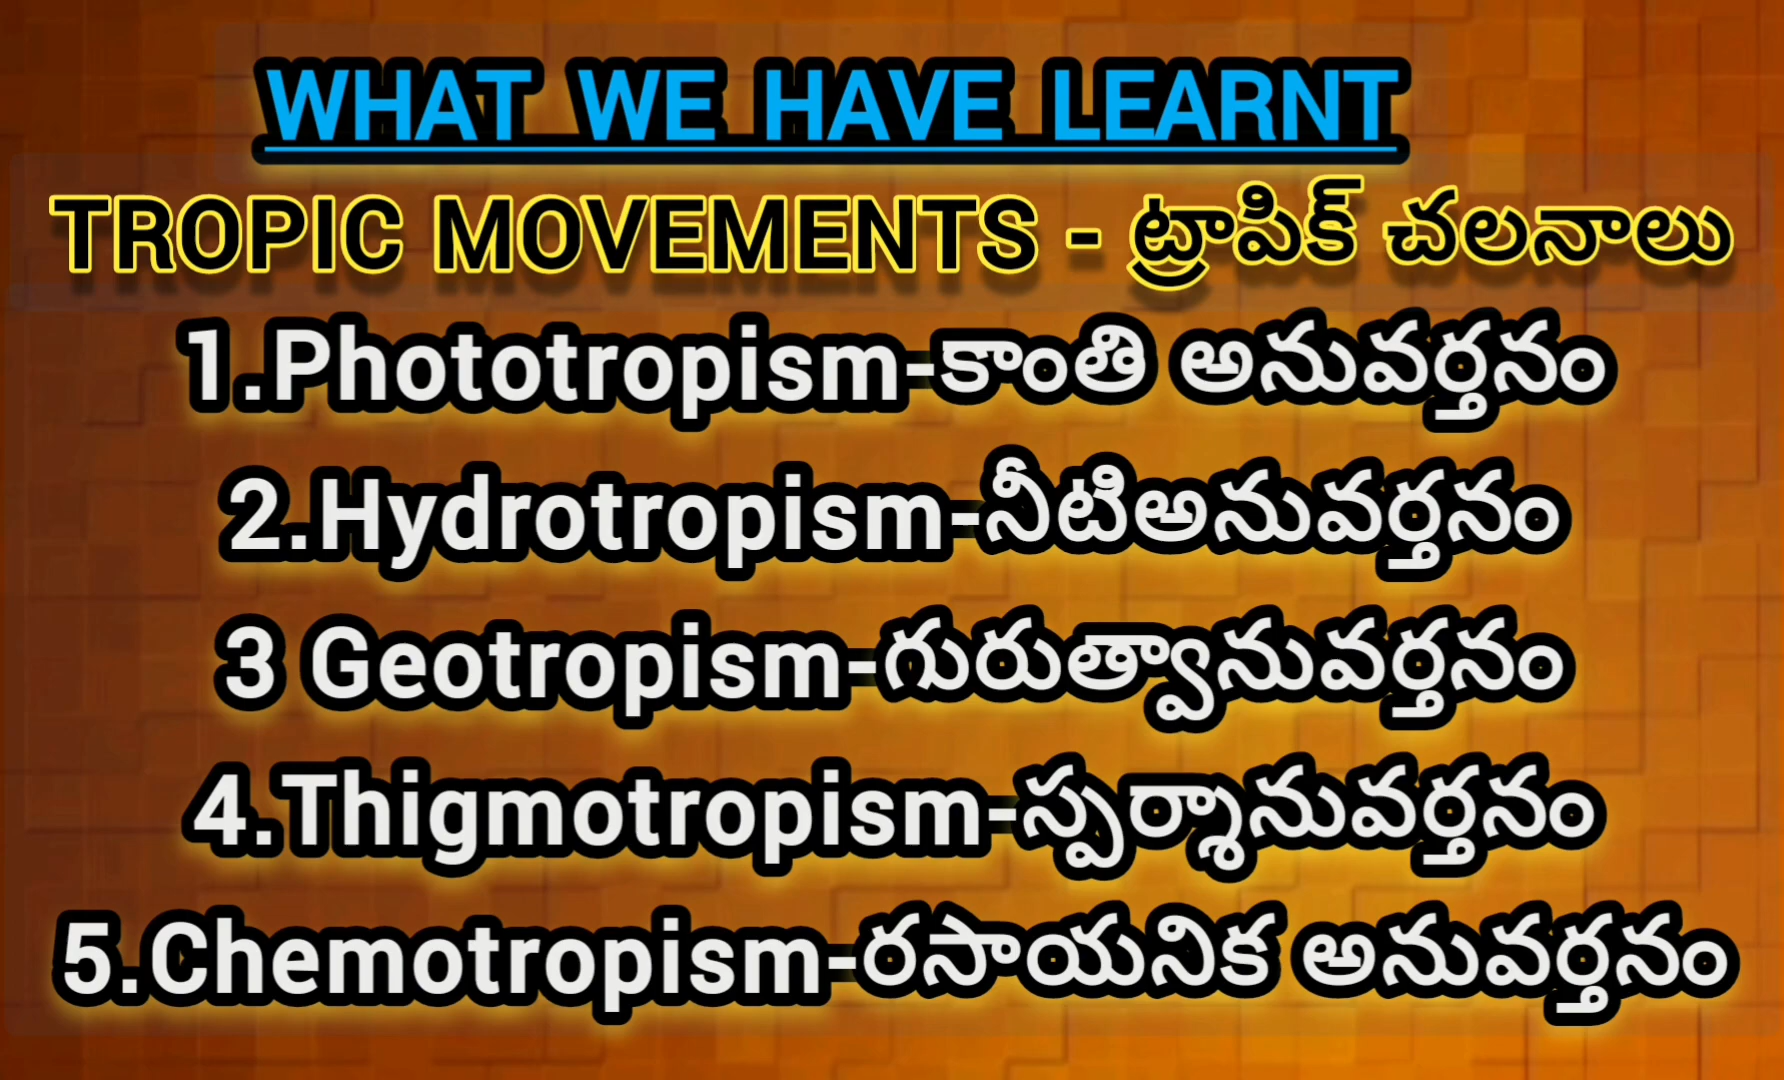 WHAT WE HAVE LEARNT
TROPIC MOVEMENTS - ట్రాపిక్ చలనాలు
1.Phototropism-కాంతి అనువర్తనం
2.Hydrotropism-నీటిఅనువర్తనం
3 Geotropism-గురుత్వానువర్తనం
4.Thigmotropism-స్పర్శానువర్తనం
5.Chemotropism-రసాయనిక అనువర్తనం